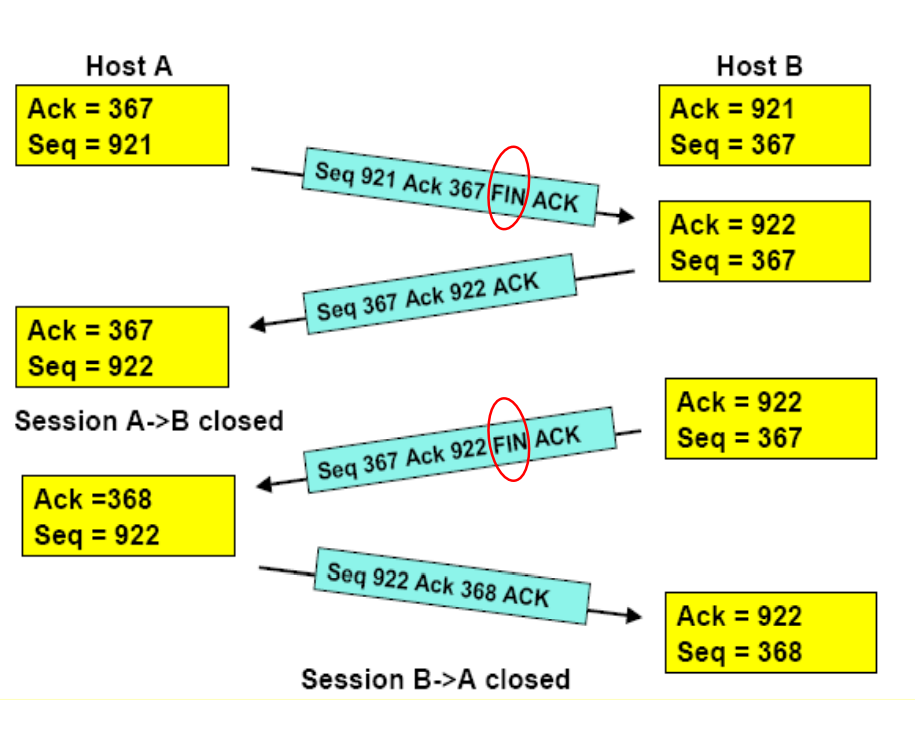 Host A
Host B
Ack = 367
Seq = 921
Ack = 921
Seq = 367
Seq 921 Ack 367 FIN ACK
Ack = 922
Seq = 367
Seq 367 Ack 922 ACK
Ack = 367
Seq = 922
Session A->B closed
Ack = 922
Seq = 367
Seq 367 Ack 922 FIN ACK
Ack =368
Seq = 922
Seq 922 Ack 368 ACK
Ack = 922
Seq = 368
Session B->A closed